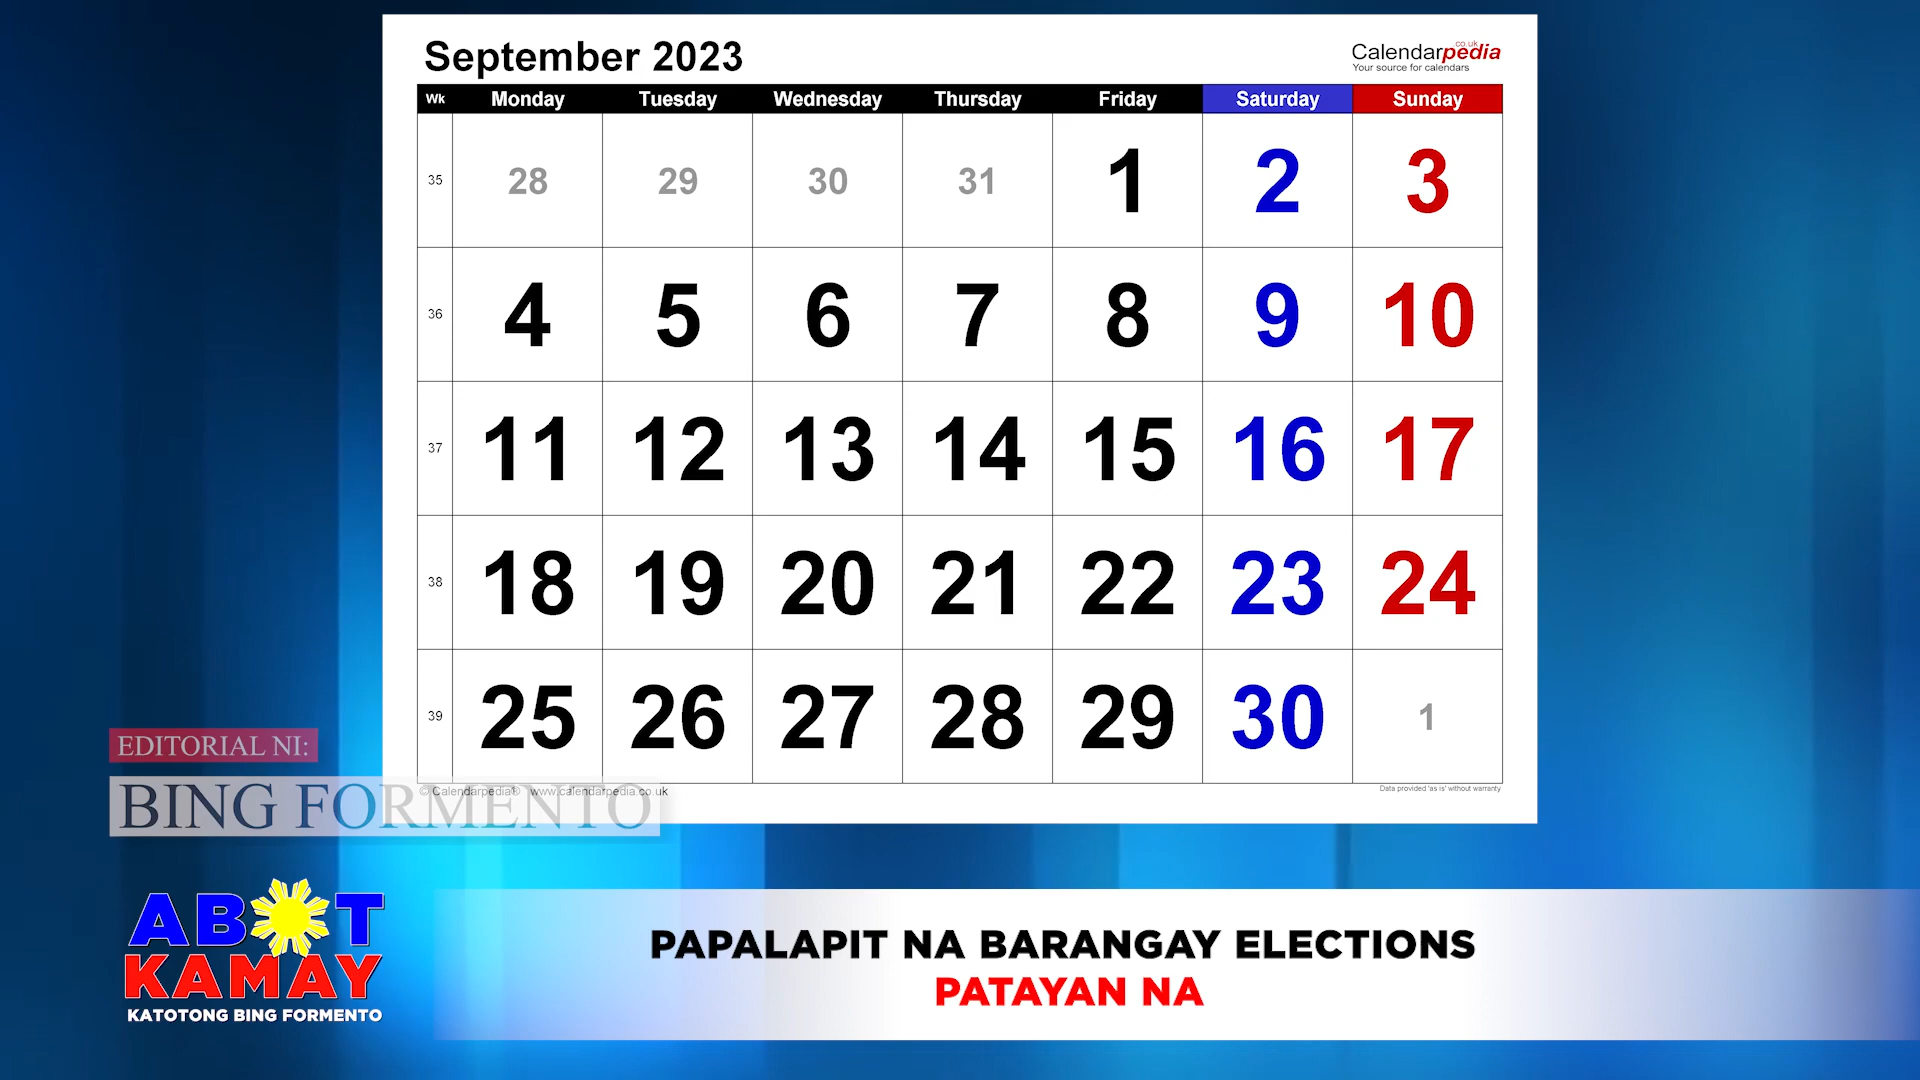 September 2023
Calendarpedia
co.uk
Your source for calendars
Wk Monday Tuesday Wednesday Thursday Friday Saturday Sunday
35 28 29 30 31 1 2 3
36 4 5 6 7 8 9 10
37 11 12 13 14 15 16 17
38 18 19 20 21 22 23 24
39 25 26 27 28 29 30 1
© Calendarpedia® www.calendarpedia.co.uk
Data provided 'as is' without warranty
EDITORIAL NI:
BING FORMENTO
ABOT
KAMAY
KATOTONG BING FORMENTO
PAPALAPIT NA BARANGAY ELECTIONS
PATAYAN NA